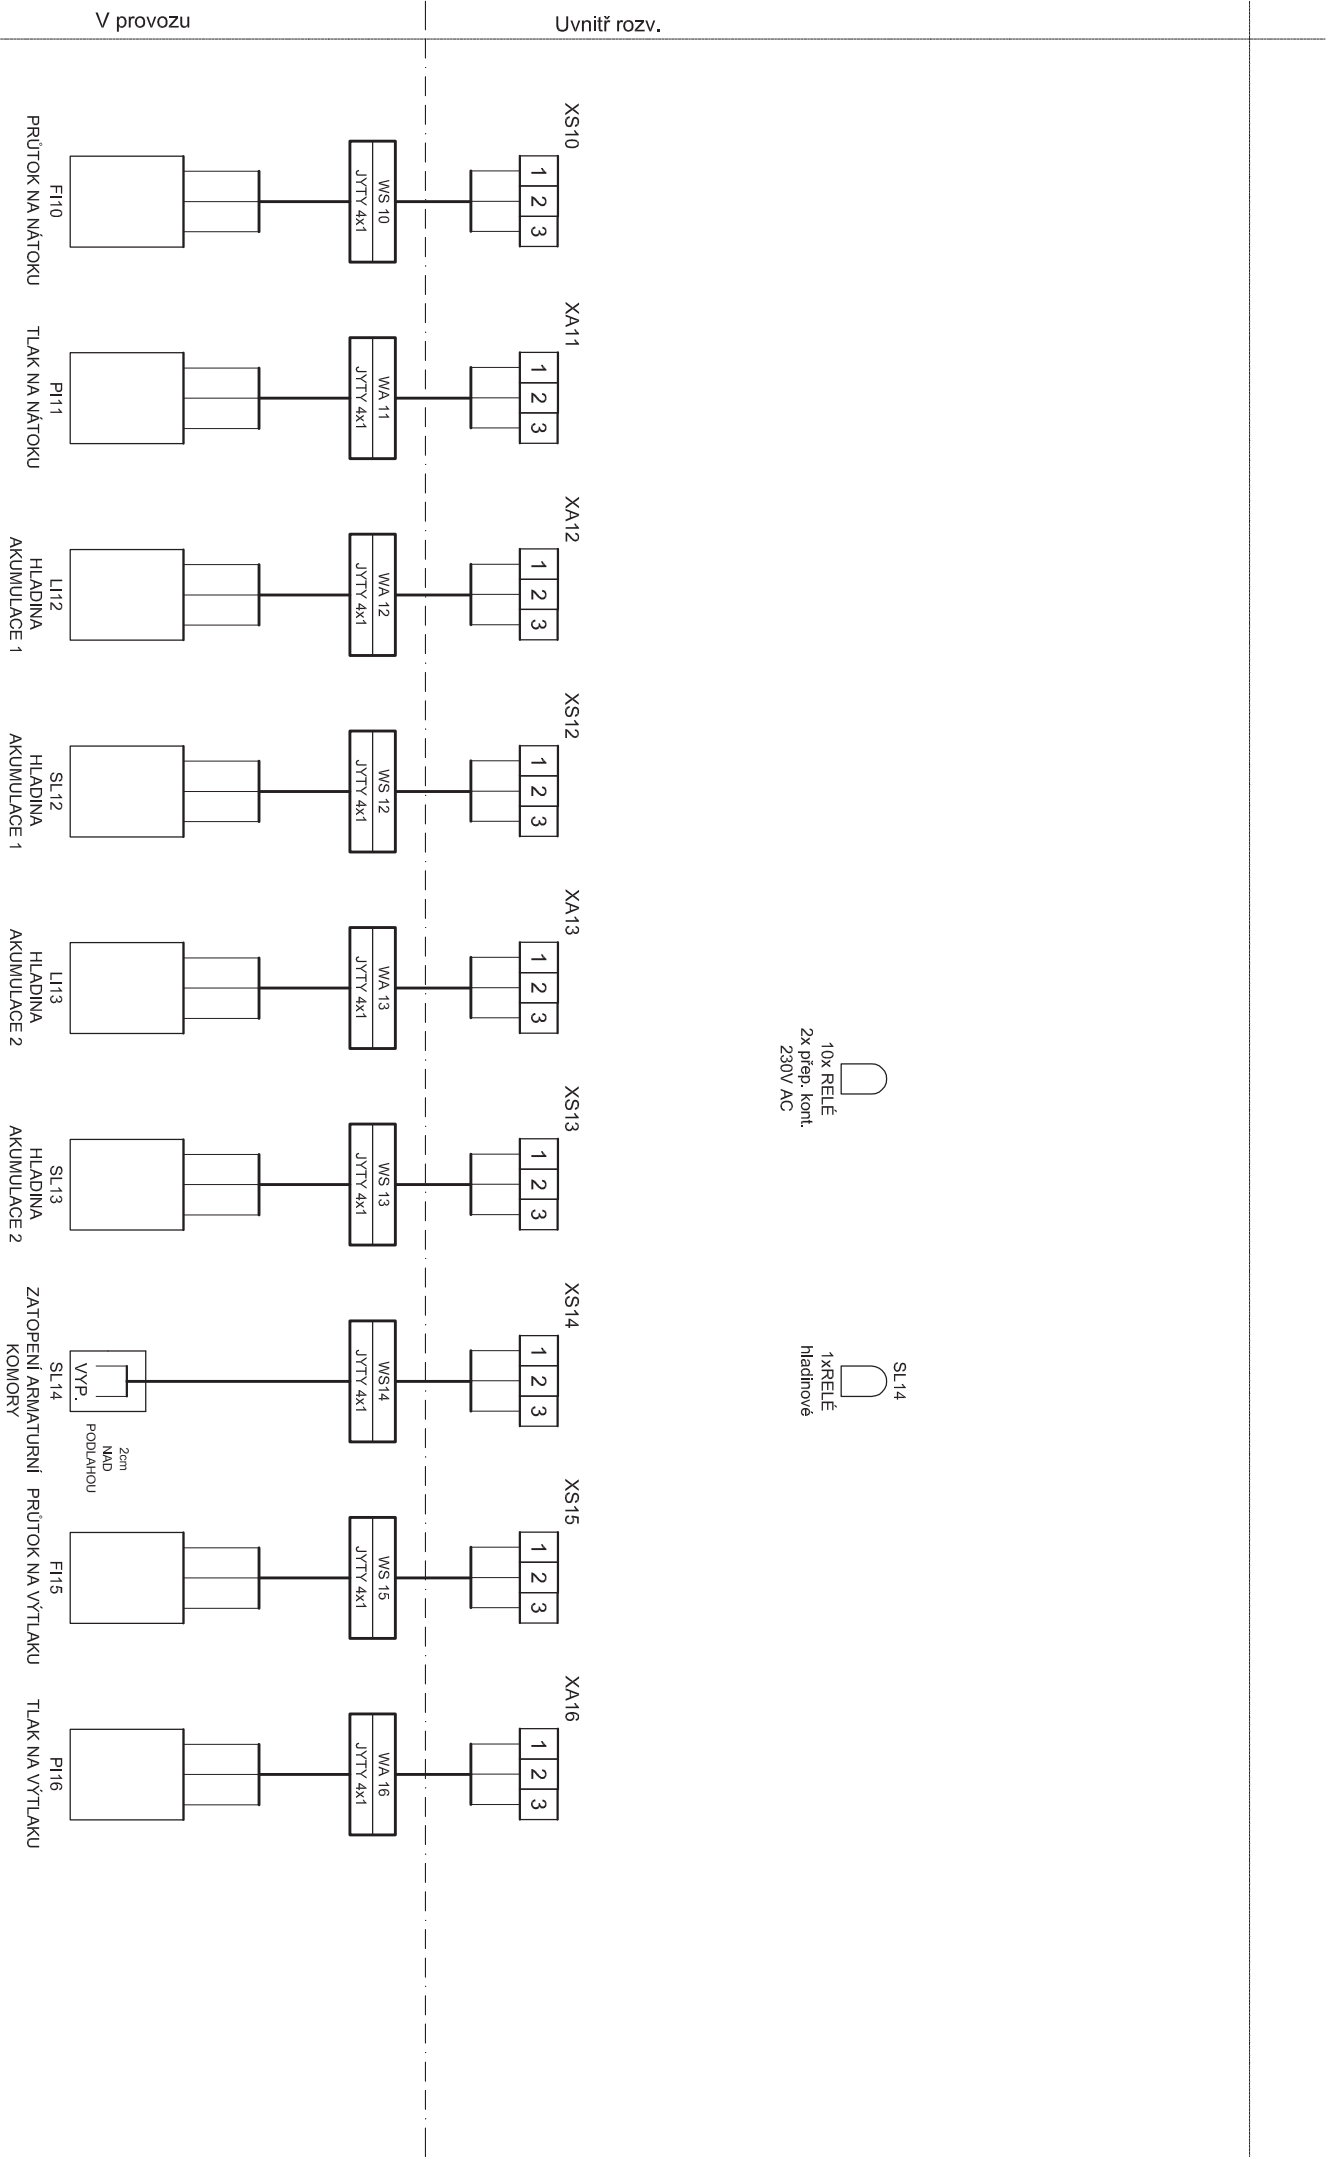 V provozu
Uvnitř rozv.
XS10
1 2 3
WS 10
JYTY 4x1
FI10
PRŮTOK NA NÁTOKU
XA11
1 2 3
WA 11
JYTY 4x1
PI11
TLAK NA NÁTOKU
XA12
1 2 3
WA 12
JYTY 4x1
LI12
HLADINA
AKUMULACE 1
XS12
1 2 3
WS 12
JYTY 4x1
SL12
HLADINA
AKUMULACE 1
XA13
1 2 3
WA 13
JYTY 4x1
LI13
HLADINA
AKUMULACE 2
10x RELÉ
2x přep. kont.
230V AC
XS13
1 2 3
WS 13
JYTY 4x1
SL13
HLADINA
AKUMULACE 2
SL14
1xRELÉ
hladinové
XS14
1 2 3
WS14
JYTY 4x1
VYP.
2cm
NAD
PODLAHOU
SL14
ZATOPENÍ ARMATURNÍ
KOMORY
XS15
1 2 3
WS 15
JYTY 4x1
FI15
PRŮTOK NA VÝTLAKU
XA16
1 2 3
WA 16
JYTY 4x1
PI16
TLAK NA VÝTLAKU